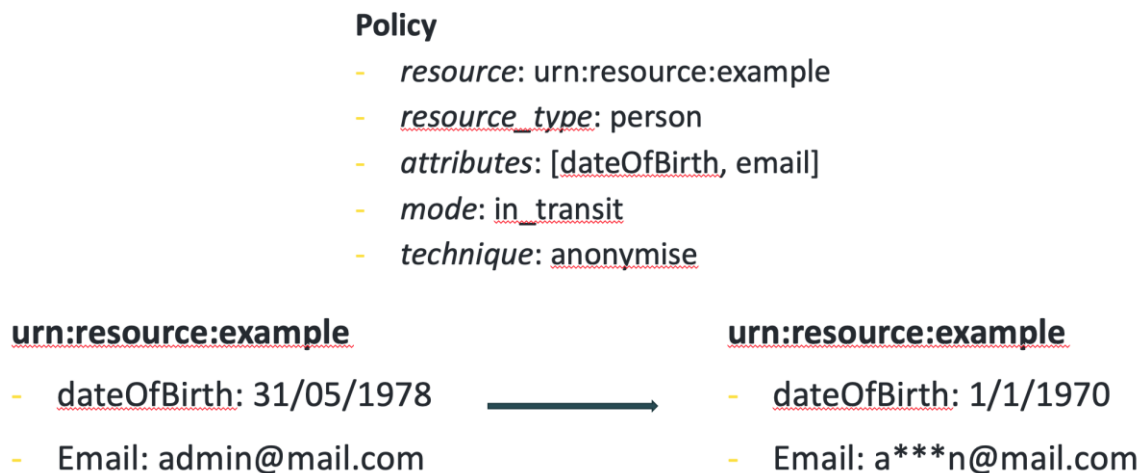 Policy
- resource: urn:resource:example
- resource_type: person
- attributes: [dateOfBirth, email]
- mode: in_transit
- technique: anonymise
urn:resource:example
- dateOfBirth: 31/05/1978
- Email: admin@mail.com
urn:resource:example
- dateOfBirth: 1/1/1970
- Email: a***n@mail.com